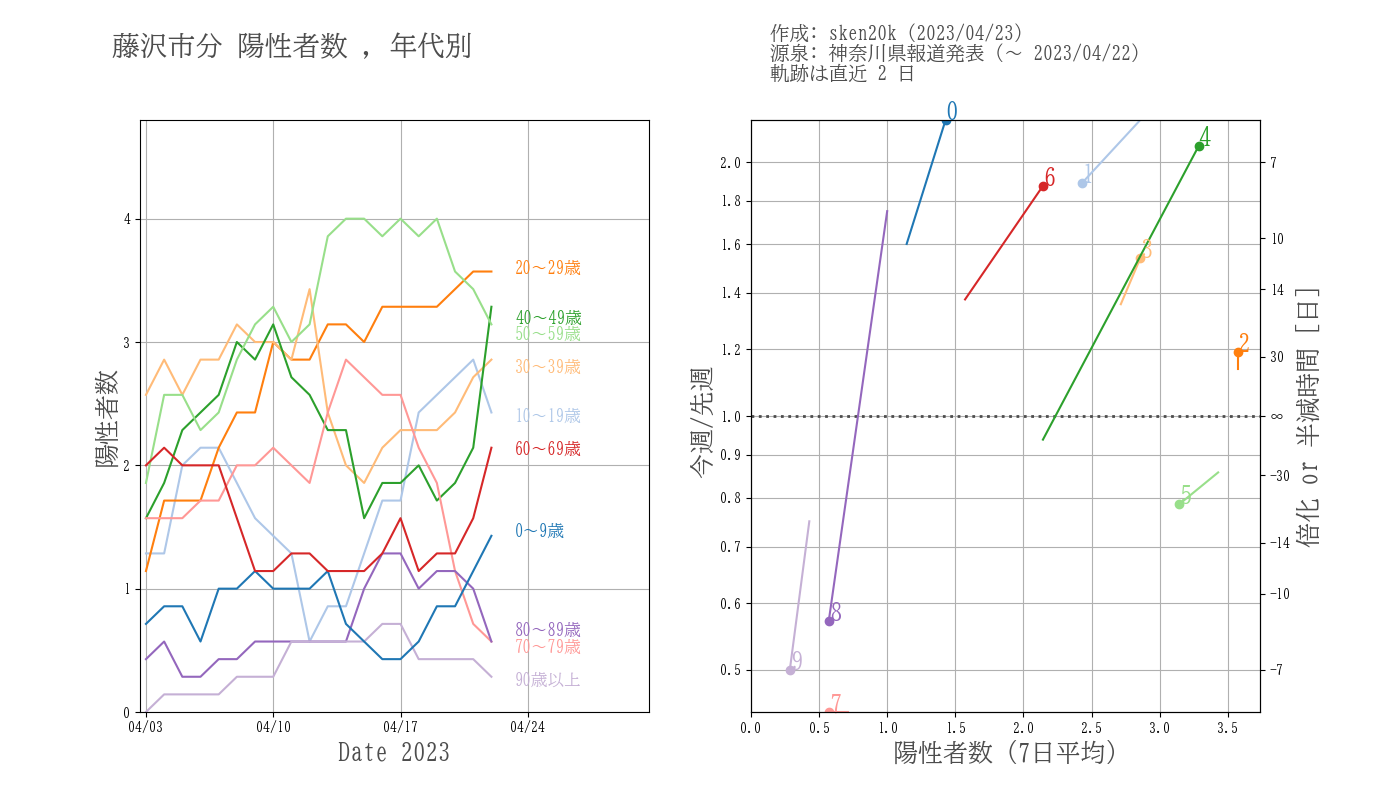 藤沢市分 陽性者数 , 年代別
作成: sken20k (2023/04/23)
源泉: 神奈川県報道発表 (～ 2023/04/22)
軌跡は直近 2 日
陽性者数
4
3
2
1
0
04/03
04/10
04/17
04/24
Date 2023
20～29歳
40～49歳
50～59歳
30～39歳
10～19歳
60～69歳
0～9歳
80～89歳
70～79歳
90歳以上
今週/先週
2.0
1.8
1.6
1.4
1.2
1.0
0.9
0.8
0.7
0.6
0.5
0
6
1
4
3
2
5
8
9
7
0.0
0.5
1.0
1.5
2.0
2.5
3.0
3.5
陽性者数 (7日平均)
7
10
14
30
∞
-30
-14
-10
-7
倍化 or 半減時間 [日]